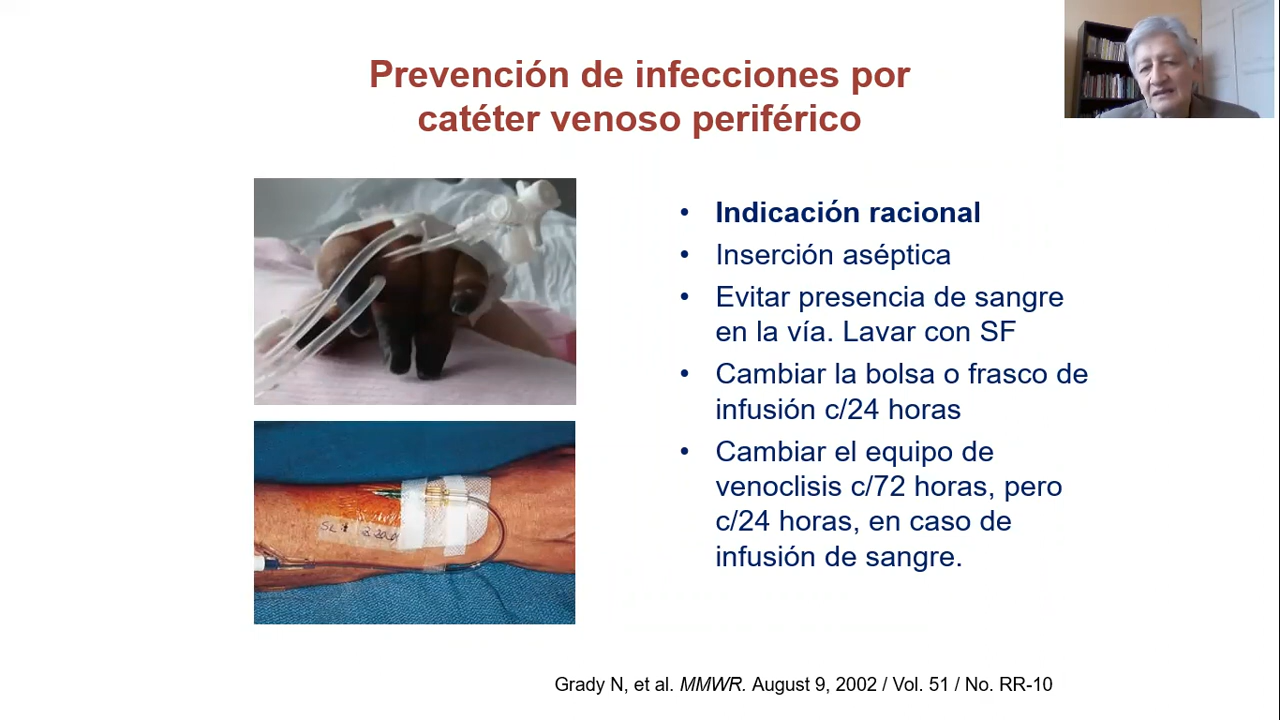 Prevención de infecciones por
catéter venoso periférico
• Indicación racional
• Inserción aséptica
• Evitar presencia de sangre
en la vía. Lavar con SF
• Cambiar la bolsa o frasco de
infusión c/24 horas
• Cambiar el equipo de
venoclisis c/72 horas, pero
c/24 horas, en caso de
infusión de sangre.
Grady N, et al. MMWR. August 9, 2002 / Vol. 51 / No. RR-10